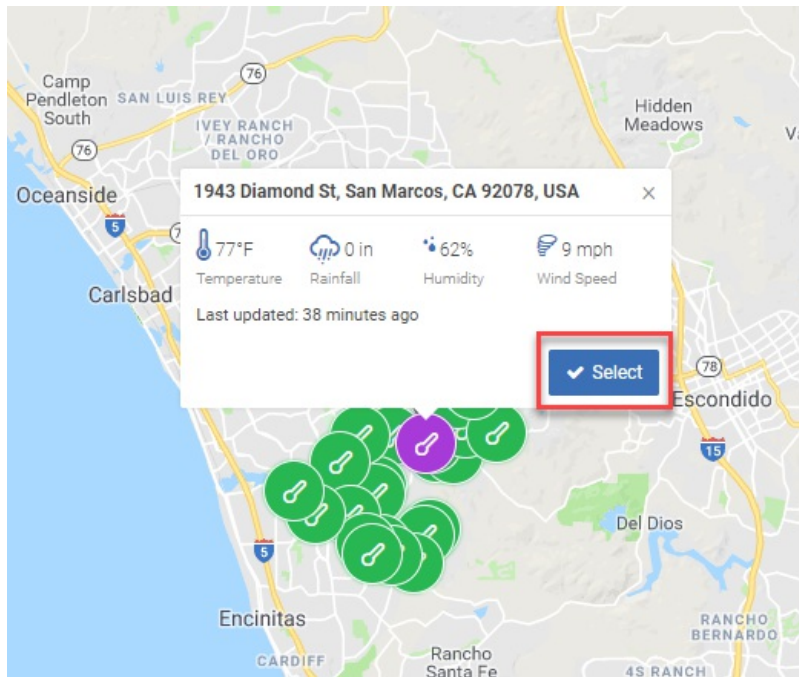 76
Camp
Pendleton
South
SAN LUIS REY
Hidden
Meadows
IVEY RANCH
/ RANCHO
DEL ORO
76
Oceanside
5
1943 Diamond St, San Marcos, CA 92078, USA
77°F
0 in
62%
9 mph
Temperature
Rainfall
Humidity
Wind Speed
Carlsbad
Last updated: 38 minutes ago
Select
78
Escondido
15
Del Dios
5
Encinitas
RANCHO
BERNARDO
CARDIFF
Rancho
Santa Fe
4S RANCH